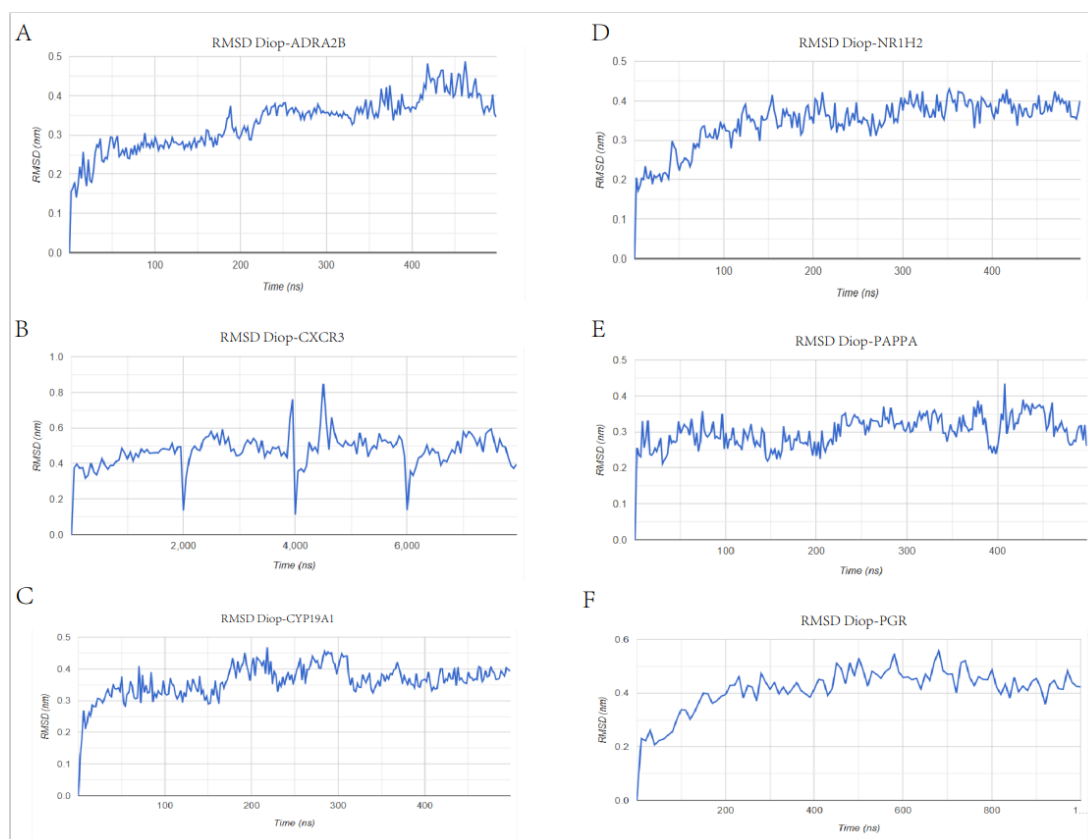 A
RMSD Diop-ADRA2B
0.5
0.4
0.3
0.2
0.1
0.0
RMSD (nm)
100 200 300 400
Time (ns)
B
RMSD Diop-CXCR3
1.0
0.8
0.6
0.4
0.2
0.0
RMSD (nm)
2,000 4,000 6,000
Time (ns)
C
RMSD Diop-CYP19A1
0.5
0.4
0.3
0.2
0.1
0.0
RMSD (nm)
100 200 300 400
Time (ns)
D
RMSD Diop-NR1H2
0.5
0.4
0.3
0.2
0.1
0.0
RMSD (nm)
100 200 300 400
Time (ns)
E
RMSD Diop-PAPPA
0.5
0.4
0.3
0.2
0.1
0.0
RMSD (nm)
100 200 300 400
Time (ns)
F
RMSD Diop-PGR
0.6
0.4
0.2
0.0
RMSD (nm)
200 400 600 800 1...
Time (ns)